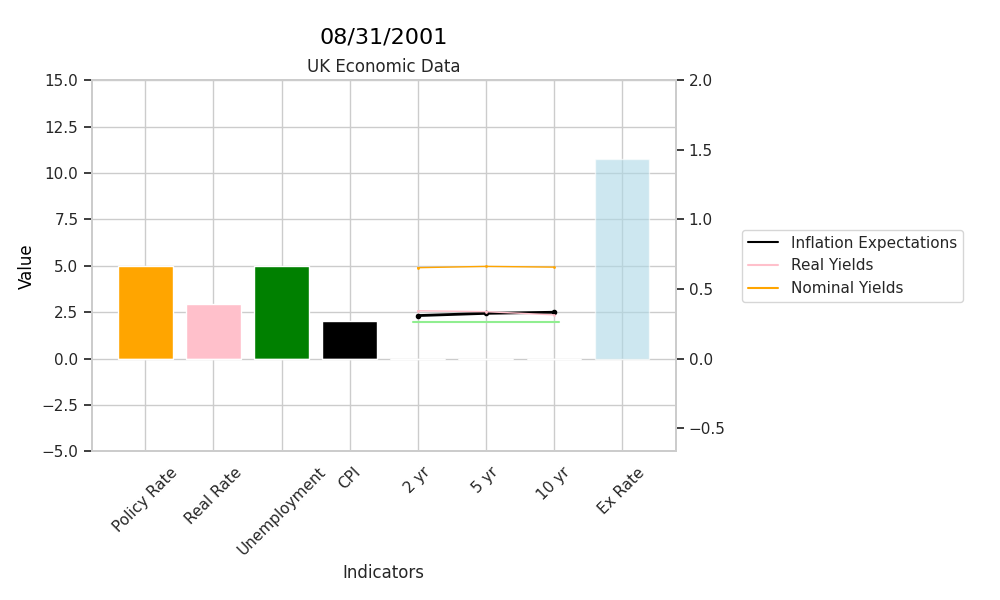 08/31/2001
UK Economic Data
15.0
12.5
10.0
7.5
5.0
2.5
0.0
−2.5
−5.0
Value
2.0
1.5
1.0
0.5
0.0
−0.5
Inflation Expectations
Real Yields
Nominal Yields
Policy Rate
Real Rate
Unemployment
CPI
2 yr
5 yr
10 yr
Ex Rate
Indicators